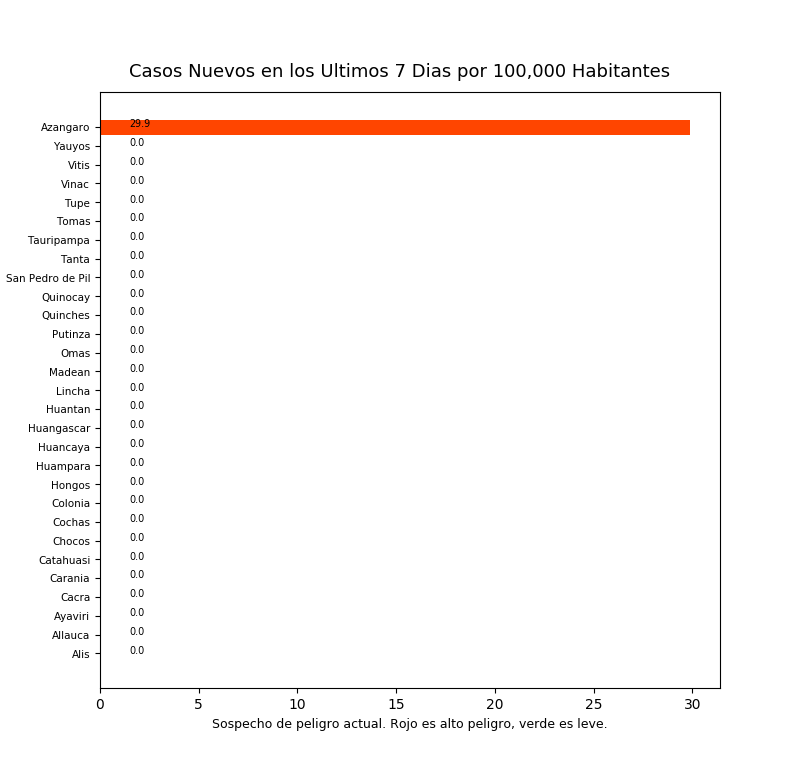 Casos Nuevos en los Ultimos 7 Dias por 100,000 Habitantes
Azangaro 29.9
Yauyos 0.0
Vitis 0.0
Vinac 0.0
Tupe 0.0
Tomas 0.0
Tauripampa 0.0
Tanta 0.0
San Pedro de Pil 0.0
Quinocay 0.0
Quinches 0.0
Putinza 0.0
Omas 0.0
Madean 0.0
Lincha 0.0
Huantan 0.0
Huangascar 0.0
Huancaya 0.0
Huampara 0.0
Hongos 0.0
Colonia 0.0
Cochas 0.0
Chocos 0.0
Catahuasi 0.0
Carania 0.0
Cacra 0.0
Ayaviri 0.0
Allauca 0.0
Alis 0.0
0 5 10 15 20 25 30
Sospecho de peligro actual. Rojo es alto peligro, verde es leve.